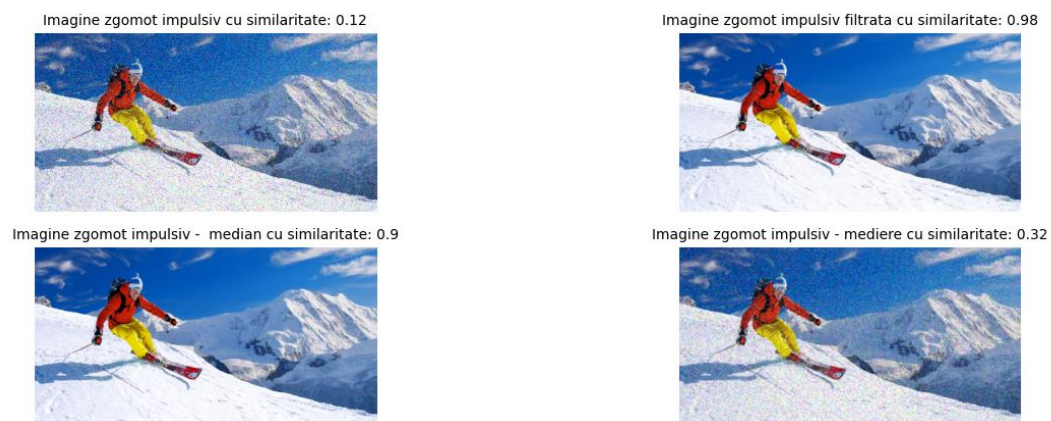 Imagine zgomot impulsiv cu similaritate: 0.12
Imagine zgomot impulsiv filtrata cu similaritate: 0.98
Imagine zgomot impulsiv -  median cu similaritate: 0.9
Imagine zgomot impulsiv - mediere cu similaritate: 0.32